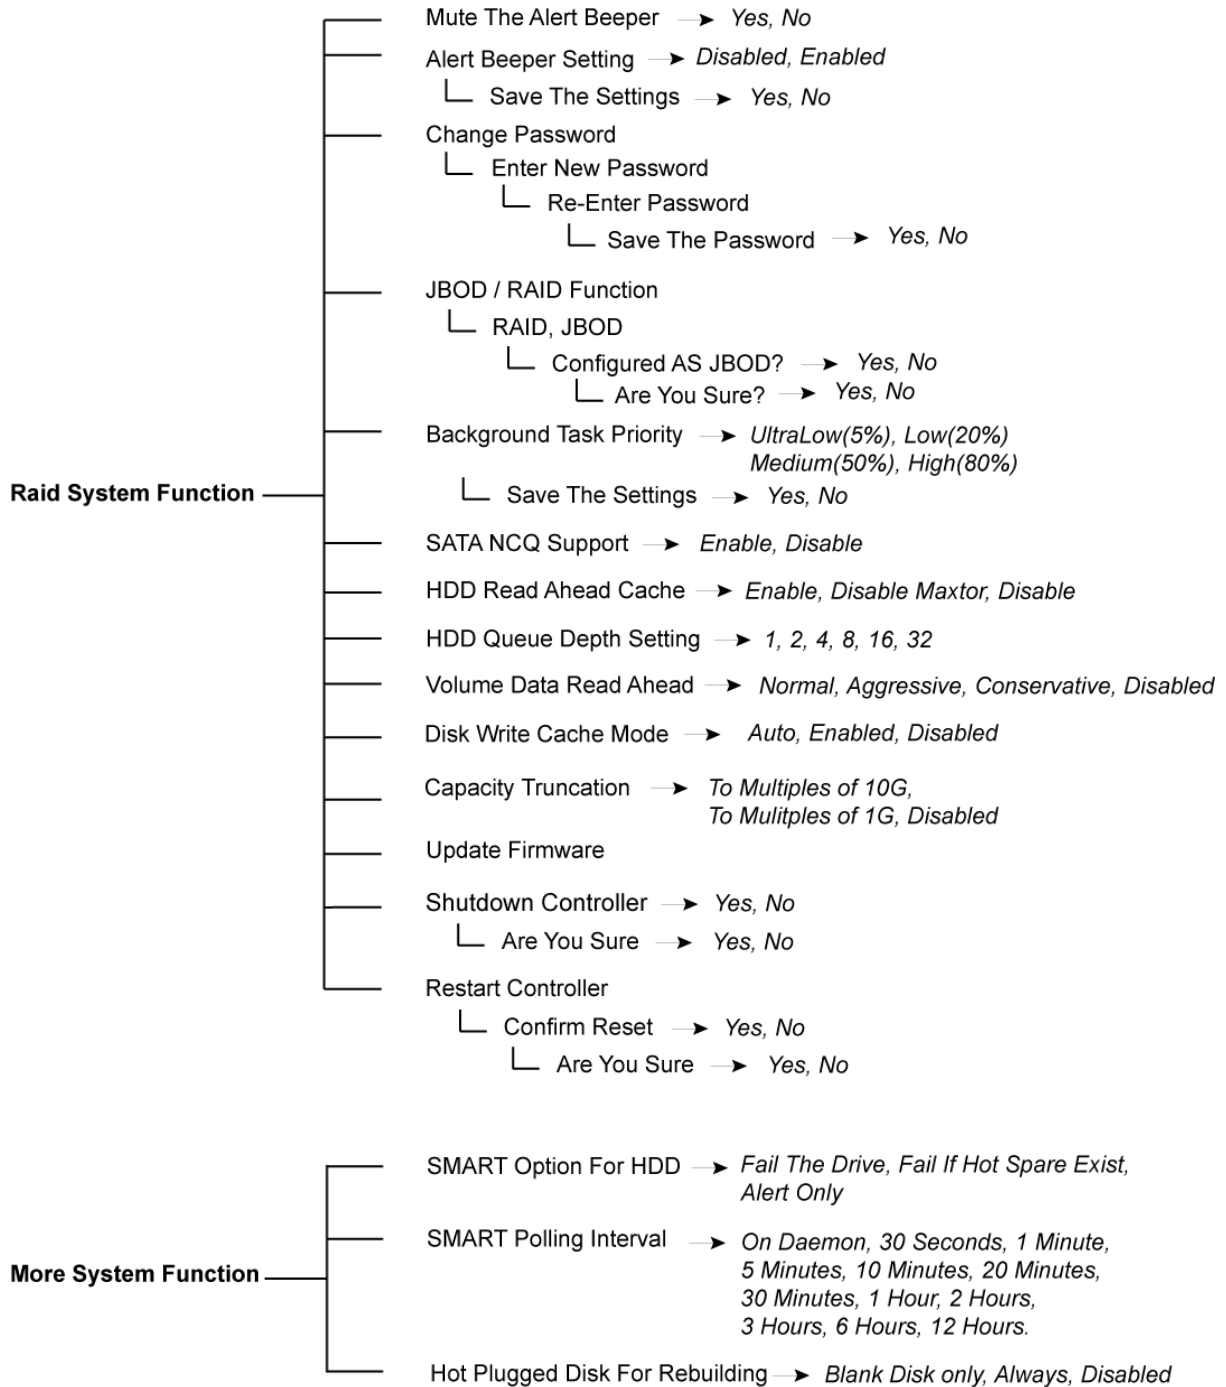 Mute The Alert Beeper Yes, No
Alert Beeper Setting Disabled, Enabled
Save The Settings Yes, No
Change Password
Enter New Password
Re-Enter Password
Save The Password Yes, No
JBOD / RAID Function
RAID, JBOD
Configured AS JBOD? Yes, No
Are You Sure? Yes, No
Background Task Priority UltraLow(5%), Low(20%)
Medium(50%), High(80%)
Raid System Function
Save The Settings Yes, No
SATA NCQ Support Enable, Disable
HDD Read Ahead Cache Enable, Disable Maxtor, Disable
HDD Queue Depth Setting 1, 2, 4, 8, 16, 32
Volume Data Read Ahead Normal, Aggressive, Conservative, Disabled
Disk Write Cache Mode Auto, Enabled, Disabled
Capacity Truncation To Multiples of 10G,
To Mulitples of 1G, Disabled
Update Firmware
Shutdown Controller Yes, No
Are You Sure Yes, No
Restart Controller
Confirm Reset Yes, No
Are You Sure Yes, No
SMART Option For HDD Fail The Drive, Fail If Hot Spare Exist,
Alert Only
SMART Polling Interval On Daemon, 30 Seconds, 1 Minute,
5 Minutes, 10 Minutes, 20 Minutes,
More System Function
30 Minutes, 1 Hour, 2 Hours,
3 Hours, 6 Hours, 12 Hours.
Hot Plugged Disk For Rebuilding Blank Disk only, Always, Disabled